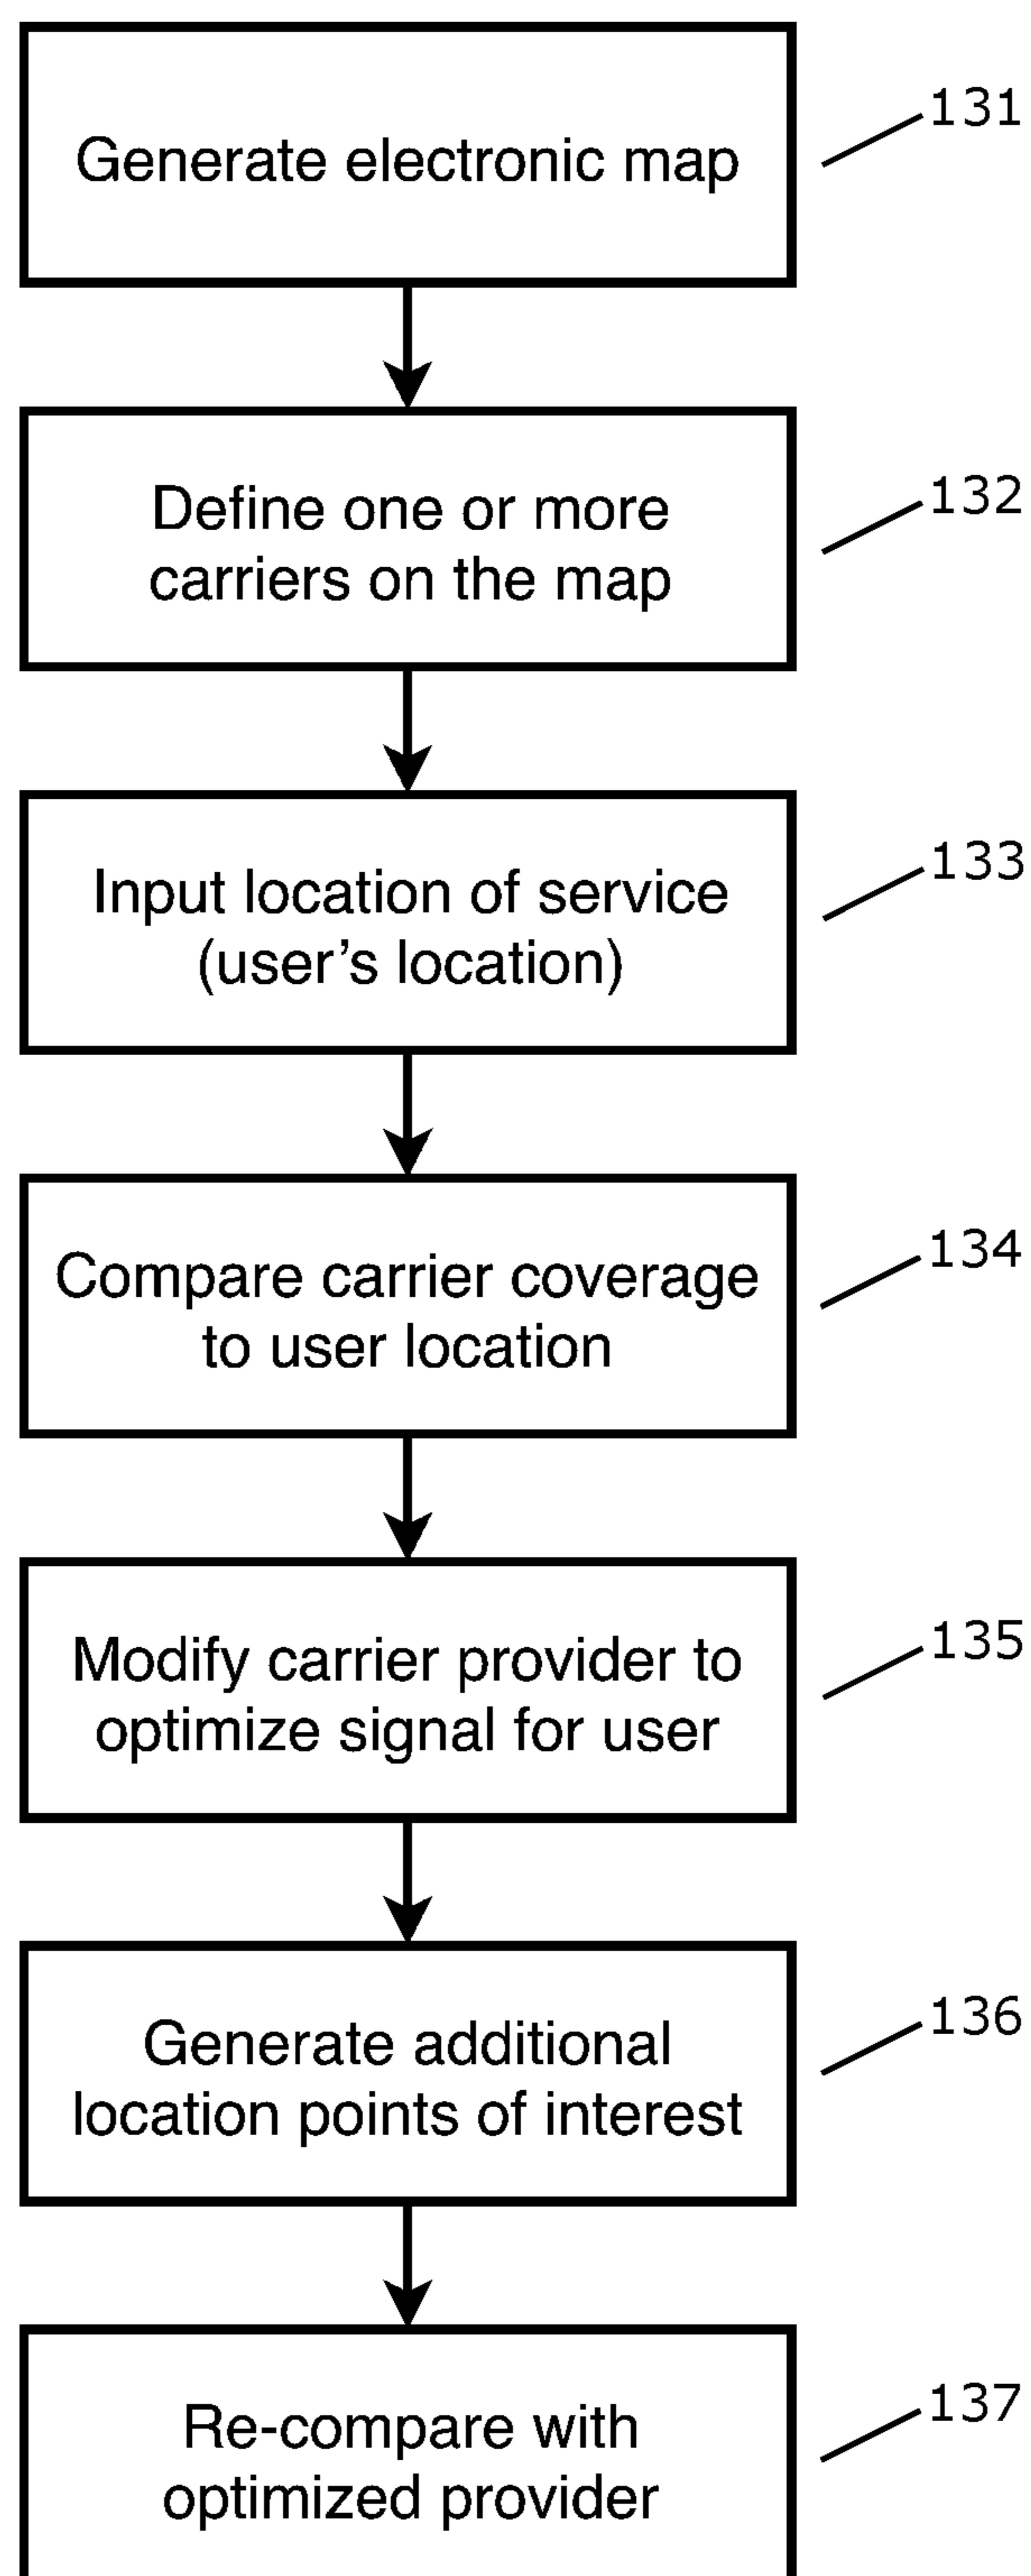 Generate electronic map
131
Define one or more
carriers on the map
132
Input location of service
(user’s location)
133
Compare carrier coverage
to user location
134
Modify carrier provider to
optimize signal for user
135
Generate additional
location points of interest
136
Re-compare with
optimized provider
137